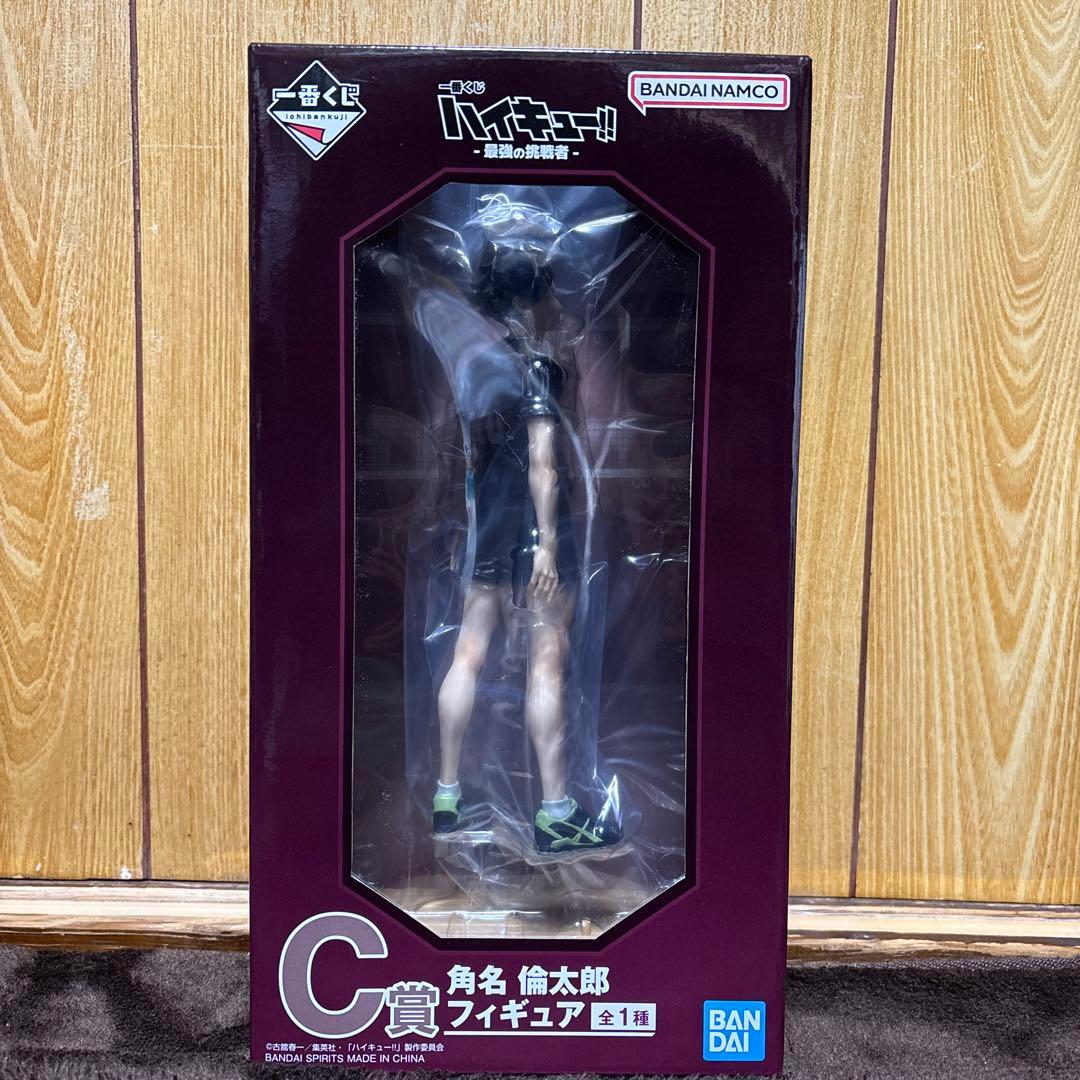 一番くじ
ichibankuji
一番くじ
ハイキュー!!
- 最強の挑戦者 -
BANDAI NAMCO
C賞
角名 倫太郎
フィギュア 全1種
©古舘春一／集英社・「ハイキュー!!」製作委員会
BANDAI SPIRITS MADE IN CHINA
BAN
DAI